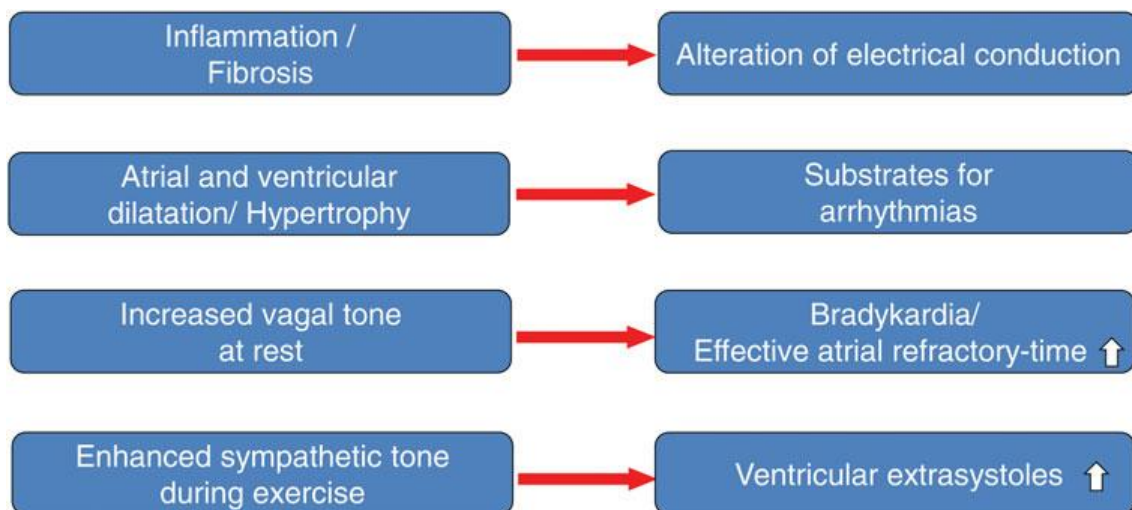 Inflammation /
Fibrosis
Alteration of electrical conduction
Atrial and ventricular
dilatation/ Hypertrophy
Substrates for
arrhythmias
Increased vagal tone
at rest
Bradykardia/
Effective atrial refractory-time
Enhanced sympathetic tone
during exercise
Ventricular extrasystoles